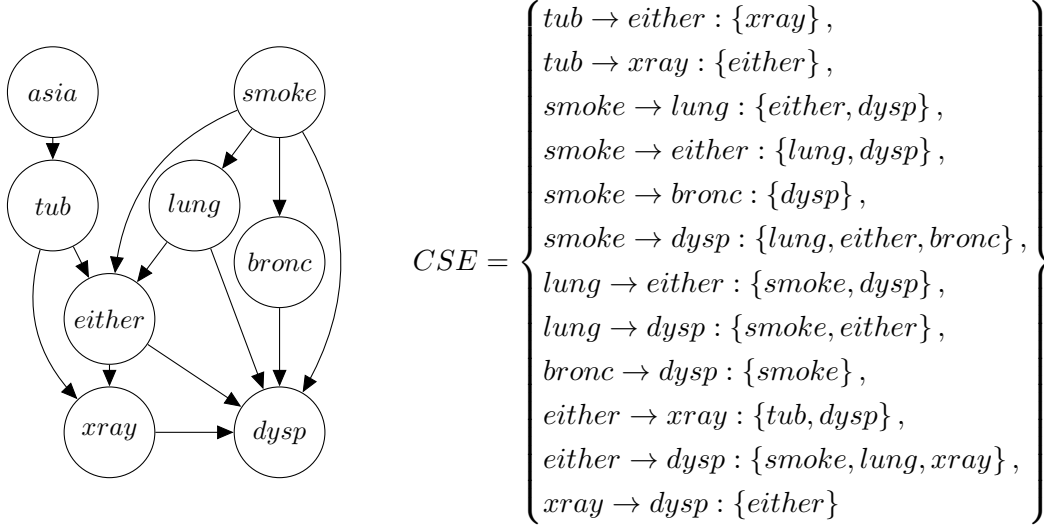 asia
smoke
tub
lung
bronc
either
xray
dysp
CSE =
tub → either : {xray} ,
tub → xray : {either} ,
smoke → lung : {either, dysp} ,
smoke → either : {lung, dysp} ,
smoke → bronc : {dysp} ,
smoke → dysp : {lung, either, bronc} ,
lung → either : {smoke, dysp} ,
lung → dysp : {smoke, either} ,
bronc → dysp : {smoke} ,
either → xray : {tub, dysp} ,
either → dysp : {smoke, lung, xray} ,
xray → dysp : {either}